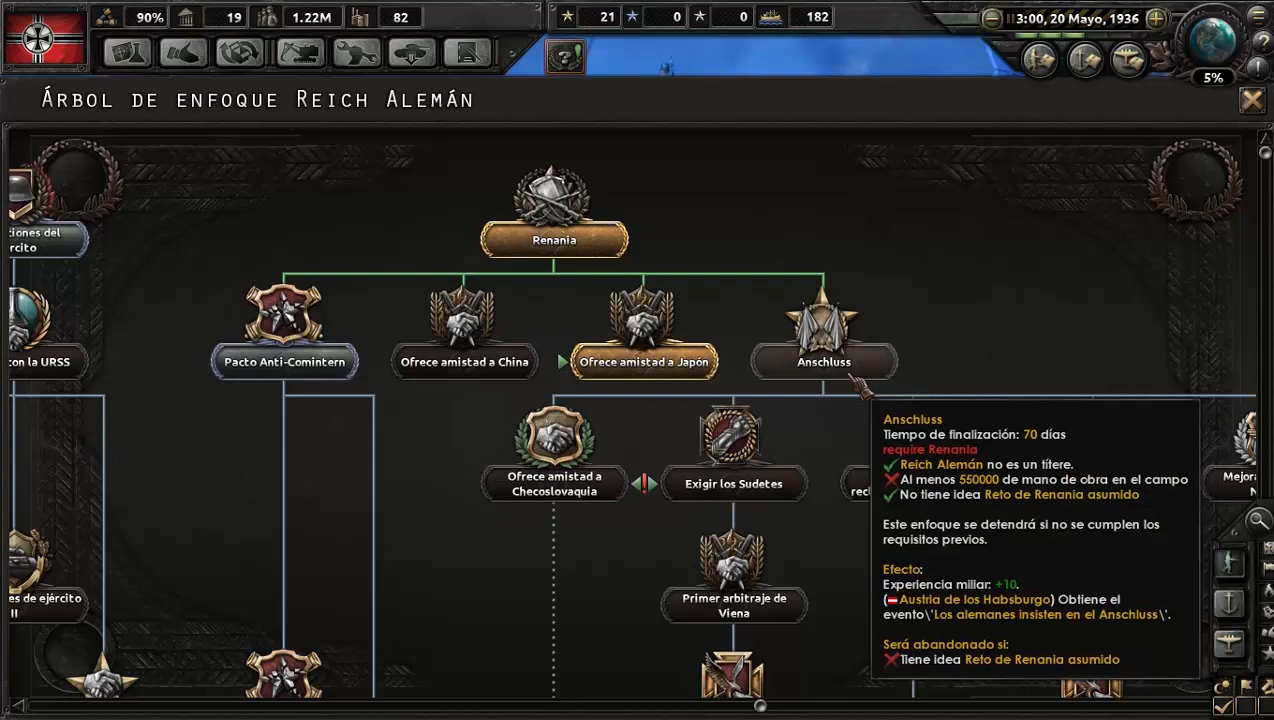 90%
19
1.22M
82
21
0
0
182
3:00, 20 Mayo, 1936
5%
Árbol de enfoque Reich Alemán
Renania
ciones del
rcito
con la URSS
Pacto Anti-Comintern
Ofrece amistad a China
Ofrece amistad a Japón
Anschluss
Ofrece amistad a
Checoslovaquia
Exigir los Sudetes
recl
Mejora
N
Primer arbitraje de
Viena
es de ejército
II
Anschluss
Tiempo de finalización: 70 días
require Renania
Reich Alemán no es un títere.
Al menos 550000 de mano de obra en el campo
No tiene idea Reto de Renania asumido
Este enfoque se detendrá si no se cumplen los
requisitos previos.
Efecto:
Experiencia miliar: +10.
(Austria de los Habsburgo) Obtiene el
evento\'Los alemanes insisten en el Anschluss\'.
Será abandonado si:
Tiene idea Reto de Renania asumido